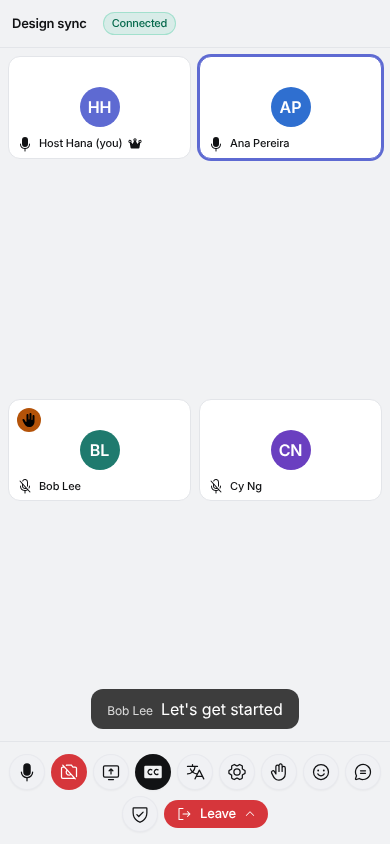 Design sync
Connected
HH
Host Hana (you)
AP
Ana Pereira
BL
Bob Lee
CN
Cy Ng
Bob Lee Let's get started
CC
Leave